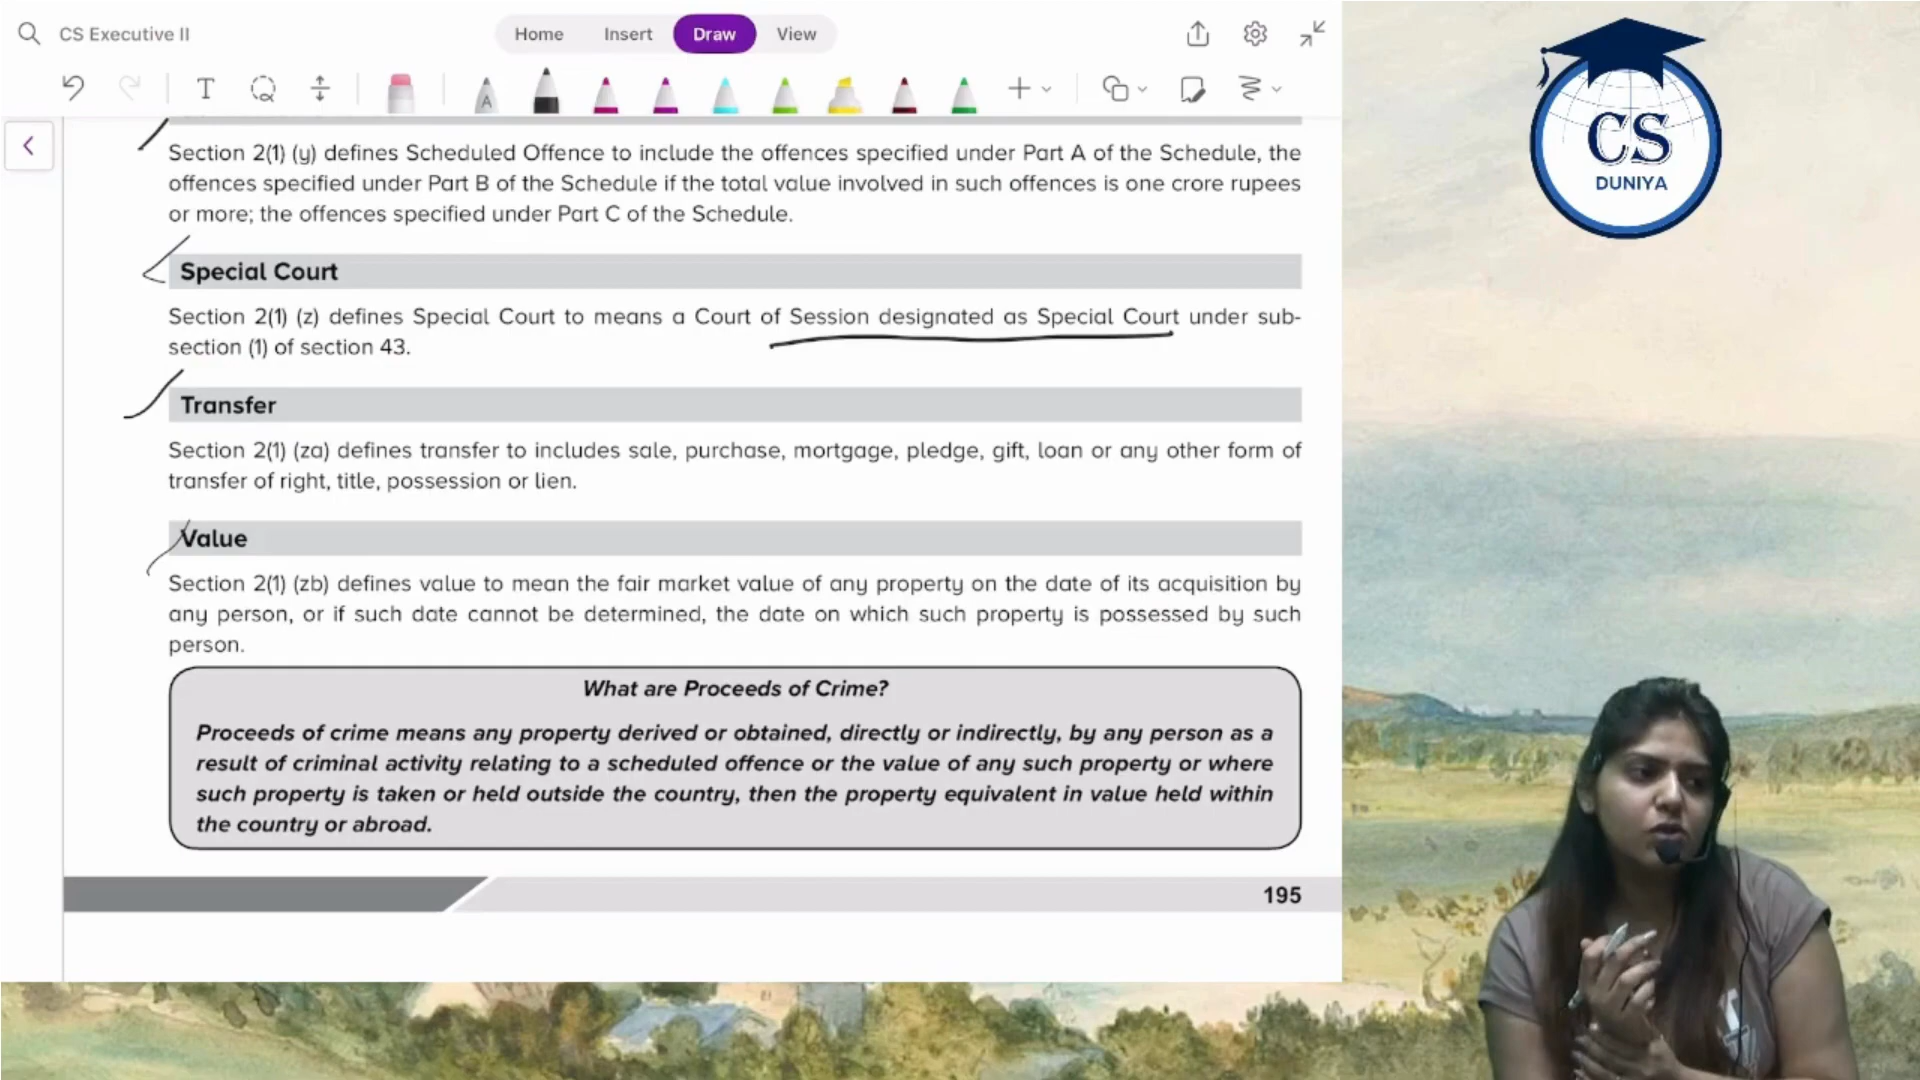 CS Executive II
Home Insert Draw View
T
A
Section 2(1) (y) defines Scheduled Offence to include the offences specified under Part A of the Schedule, the
offences specified under Part B of the Schedule if the total value involved in such offences is one crore rupees
or more; the offences specified under Part C of the Schedule.
Special Court
Section 2(1) (z) defines Special Court to means a Court of Session designated as Special Court under sub-
section (1) of section 43.
Transfer
Section 2(1) (za) defines transfer to includes sale, purchase, mortgage, pledge, gift, loan or any other form of
transfer of right, title, possession or lien.
Value
Section 2(1) (zb) defines value to mean the fair market value of any property on the date of its acquisition by
any person, or if such date cannot be determined, the date on which such property is possessed by such
person.
What are Proceeds of Crime?
Proceeds of crime means any property derived or obtained, directly or indirectly, by any person as a
result of criminal activity relating to a scheduled offence or the value of any such property or where
such property is taken or held outside the country, then the property equivalent in value held within
the country or abroad.
195
CS
DUNIYA